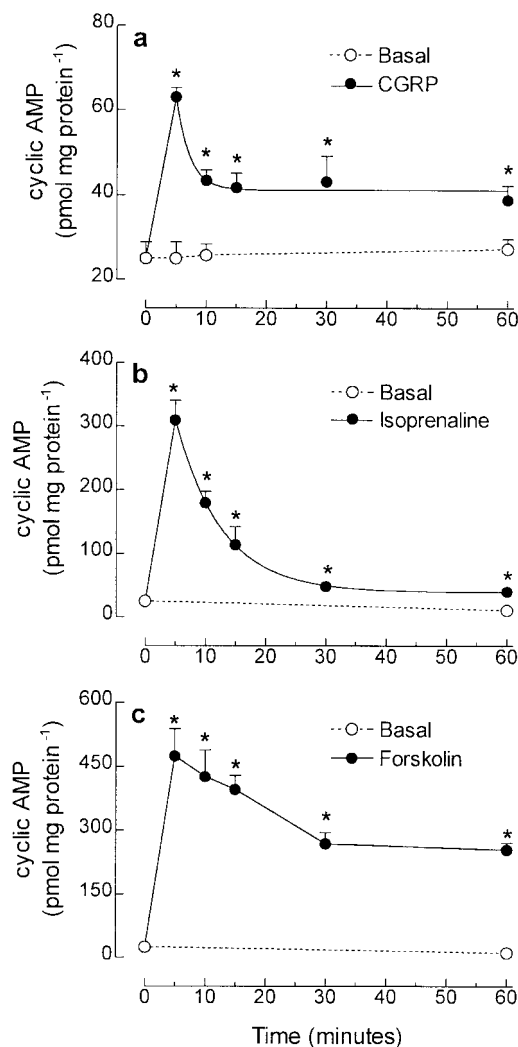 a
80
60
40
20
cyclic AMP
(pmol mg protein⁻¹)
Basal
CGRP
* * * * *
0 10 20 30 40 50 60
b
400
300
200
100
0
cyclic AMP
(pmol mg protein⁻¹)
Basal
Isoprenaline
* * * * *
0 10 20 30 40 50 60
c
600
450
300
150
0
cyclic AMP
(pmol mg protein⁻¹)
Basal
Forskolin
* * * * *
0 10 20 30 40 50 60
Time (minutes)